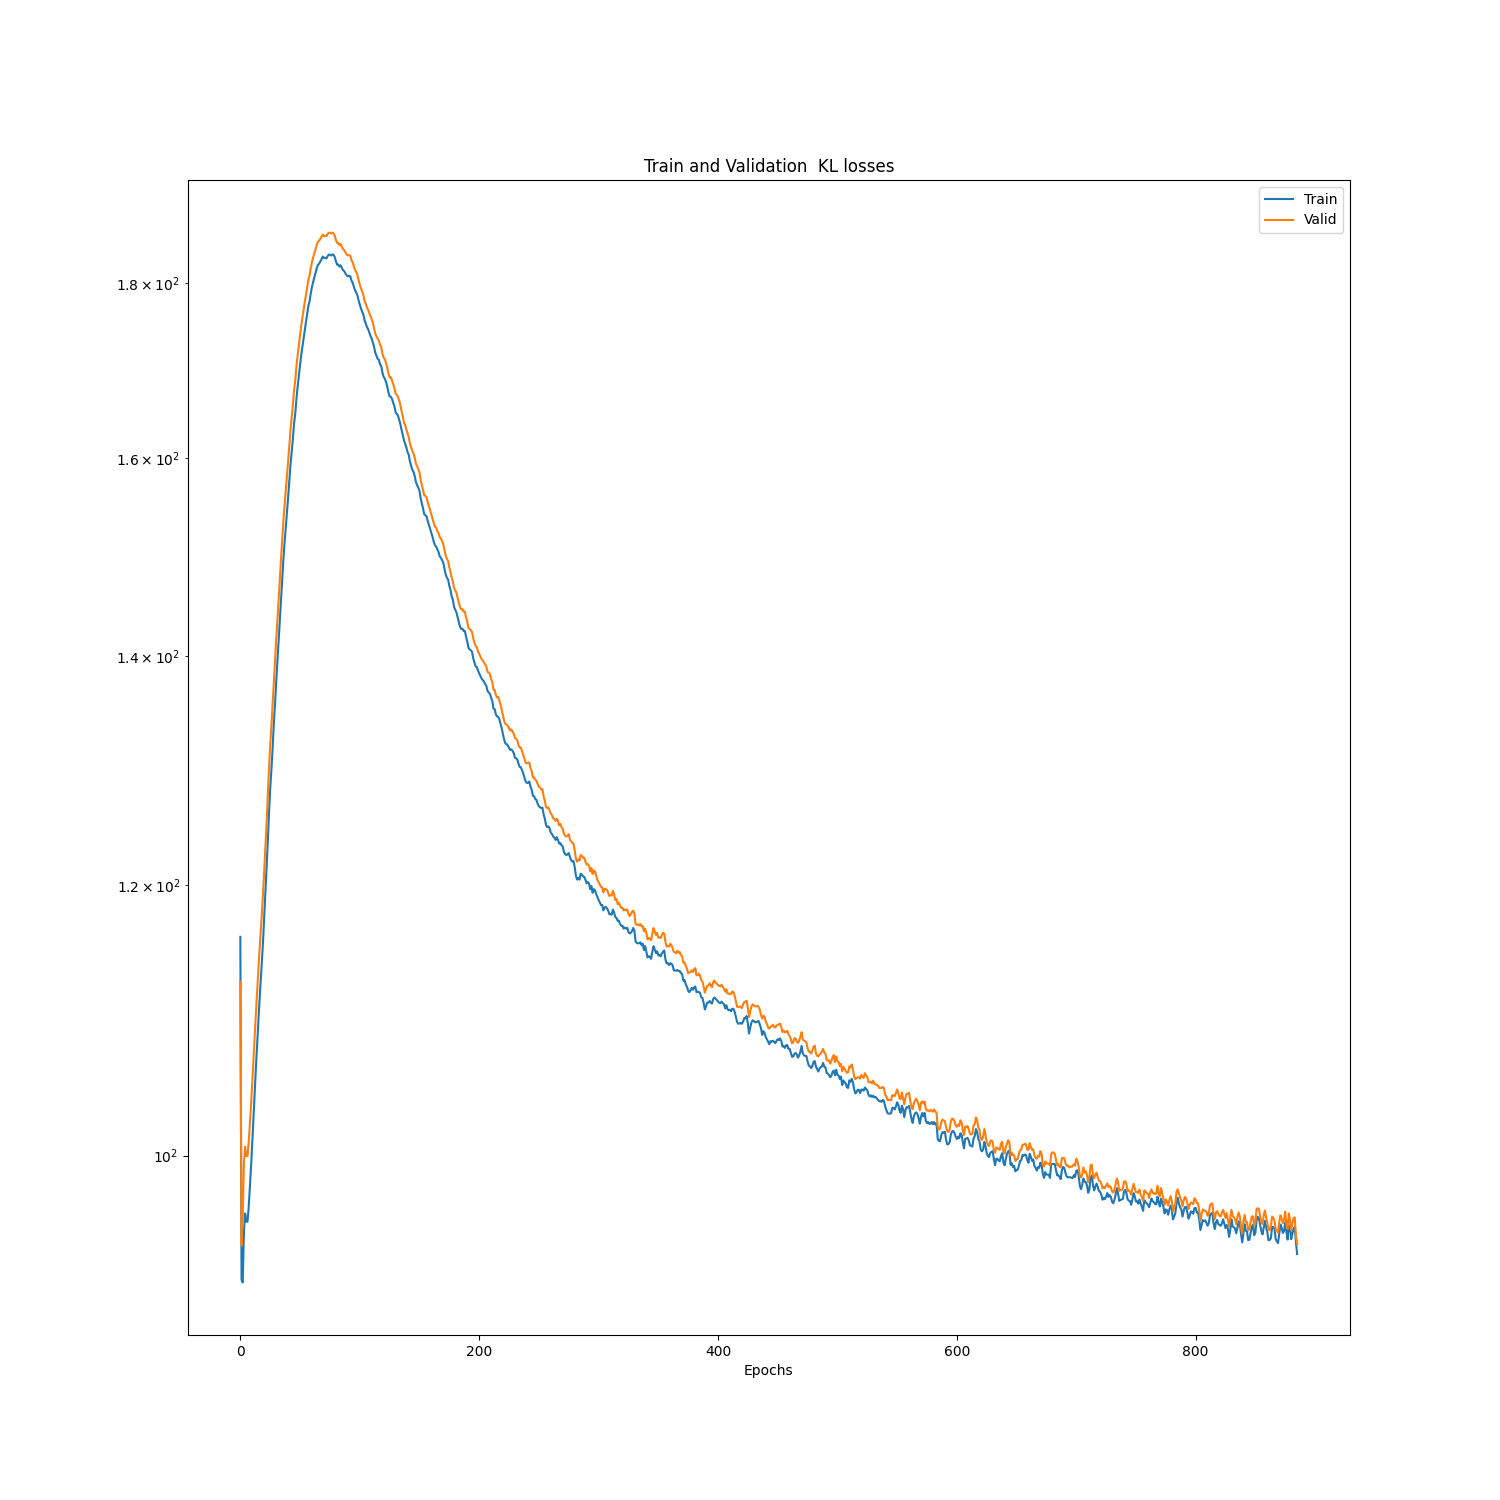 Train and Validation  KL losses
Train
Valid
1.8 × 10²
1.6 × 10²
1.4 × 10²
1.2 × 10²
10²
0 200 400 600 800
Epochs